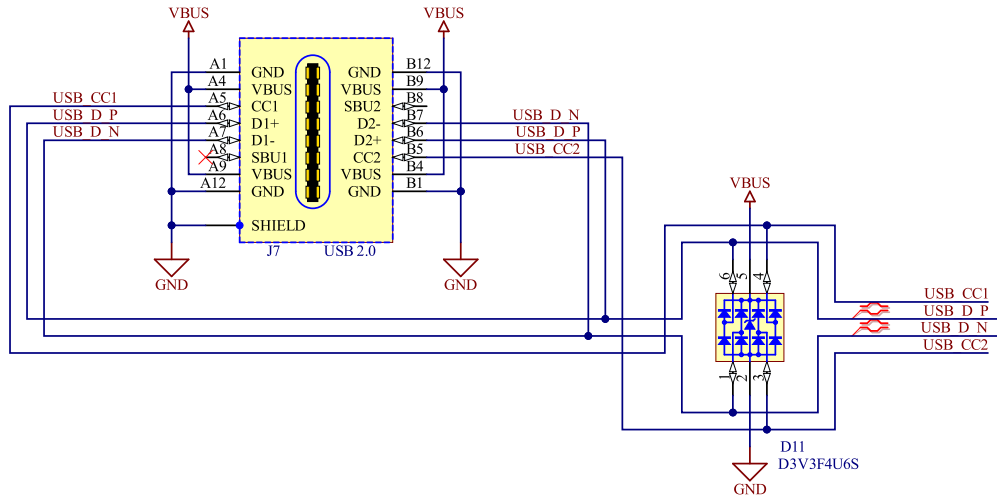 VBUS VBUS
A1 GND GND B12
A4 VBUS VBUS B9
USB_CC1 A5 CC1 SBU2 B8
USB_D_P A6 D1+ D2- B7 USB_D_N
USB_D_N A7 D1- D2+ B6 USB_D_P
A8 SBU1 CC2 B5 USB_CC2
A9 VBUS VBUS B4
A12 GND GND B1
SHIELD
J7 USB 2.0
GND GND
VBUS
6 5 4
USB_CC1
USB_D_P
USB_D_N
USB_CC2
1 2 3
D11
D3V3F4U6S
GND